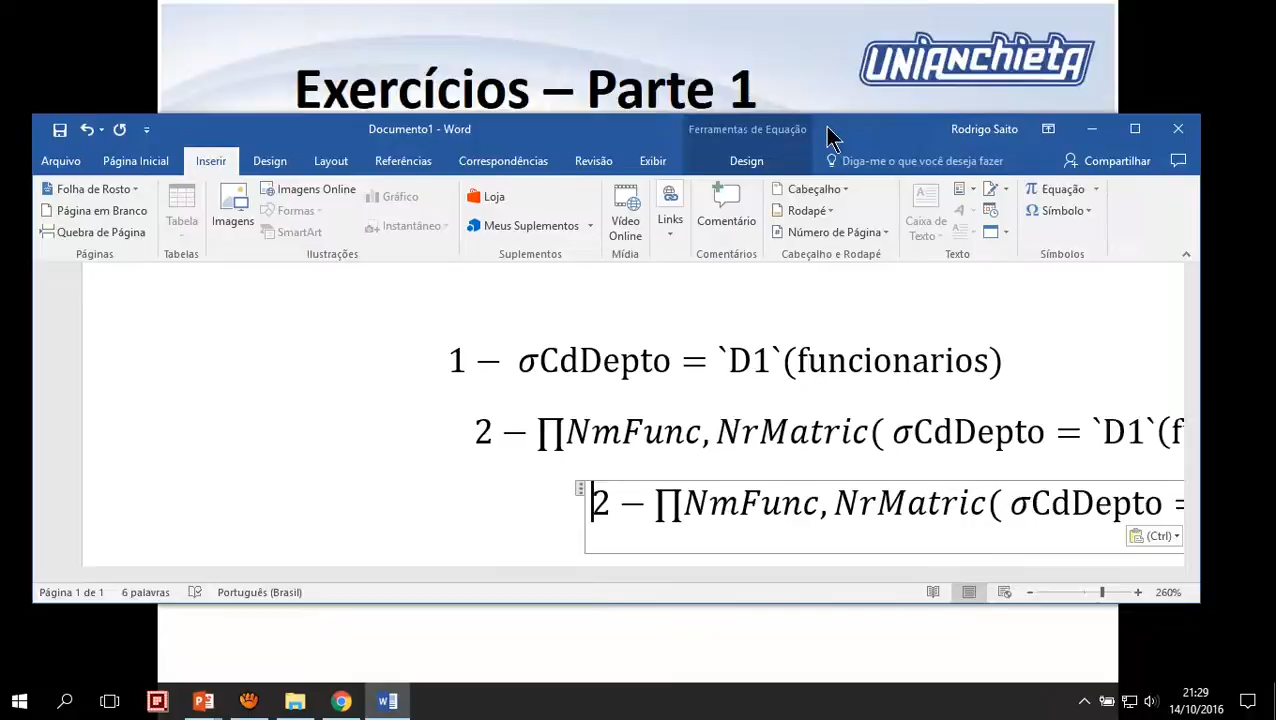 UNIANCHIETA
Exercícios – Parte 1
Documento1 - Word
Ferramentas de Equação
Rodrigo Saito
Arquivo
Página Inicial
Inserir
Design
Layout
Referências
Correspondências
Revisão
Exibir
Design
Diga-me o que você deseja fazer
Compartilhar
Folha de Rosto
Página em Branco
Quebra de Página
Páginas
Tabela
Tabelas
Imagens
Imagens Online
Formas
SmartArt
Gráfico
Instantâneo
Ilustrações
Loja
Meus Suplementos
Suplementos
Vídeo
Online
Mídia
Links
Comentário
Comentários
Cabeçalho
Rodapé
Número de Página
Cabeçalho e Rodapé
Caixa de
Texto
Texto
π Equação
Ω Símbolo
Símbolos
1 − σCdDepto = `D1`(funcionarios)
2 − ∏NmFunc, NrMatric( σCdDepto = `D1`(f
2 − ∏NmFunc, NrMatric( σCdDepto =
(Ctrl)
Página 1 de 1
6 palavras
Português (Brasil)
260%
21:29
14/10/2016